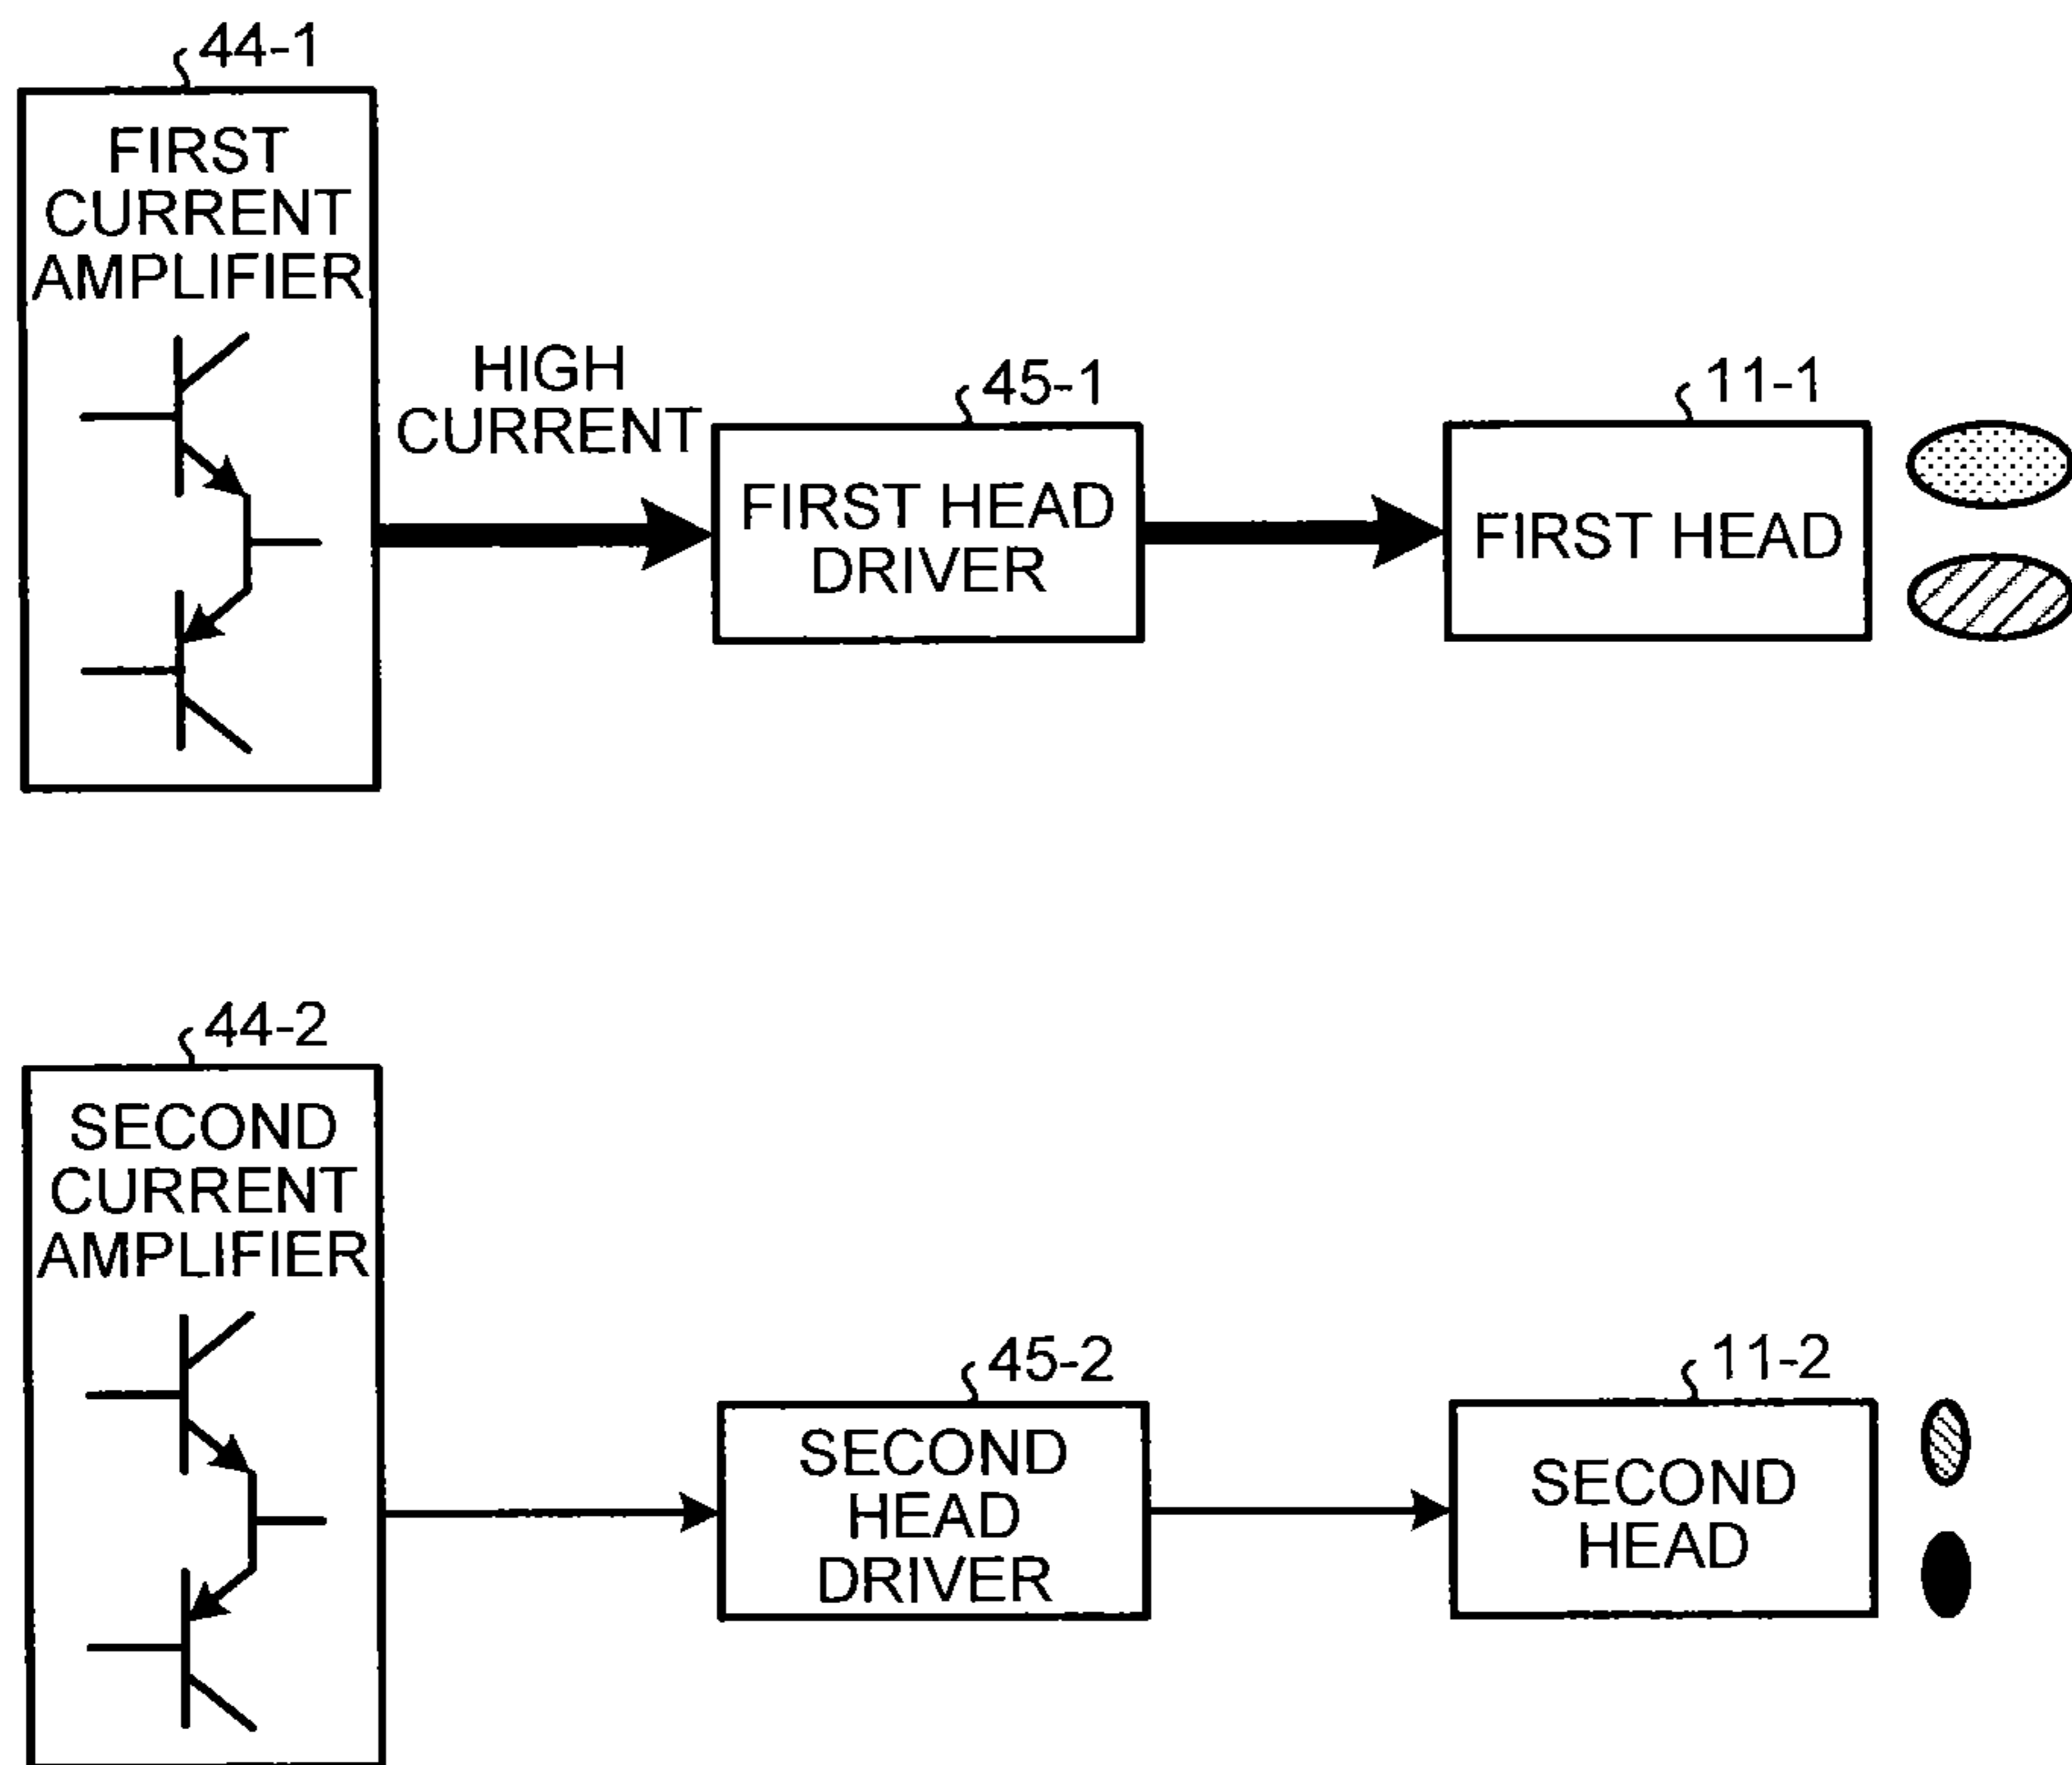 44-1
FIRST
CURRENT
AMPLIFIER
HIGH
CURRENT
45-1
FIRST HEAD
DRIVER
11-1
FIRST HEAD
44-2
SECOND
CURRENT
AMPLIFIER
45-2
SECOND
HEAD
DRIVER
11-2
SECOND
HEAD